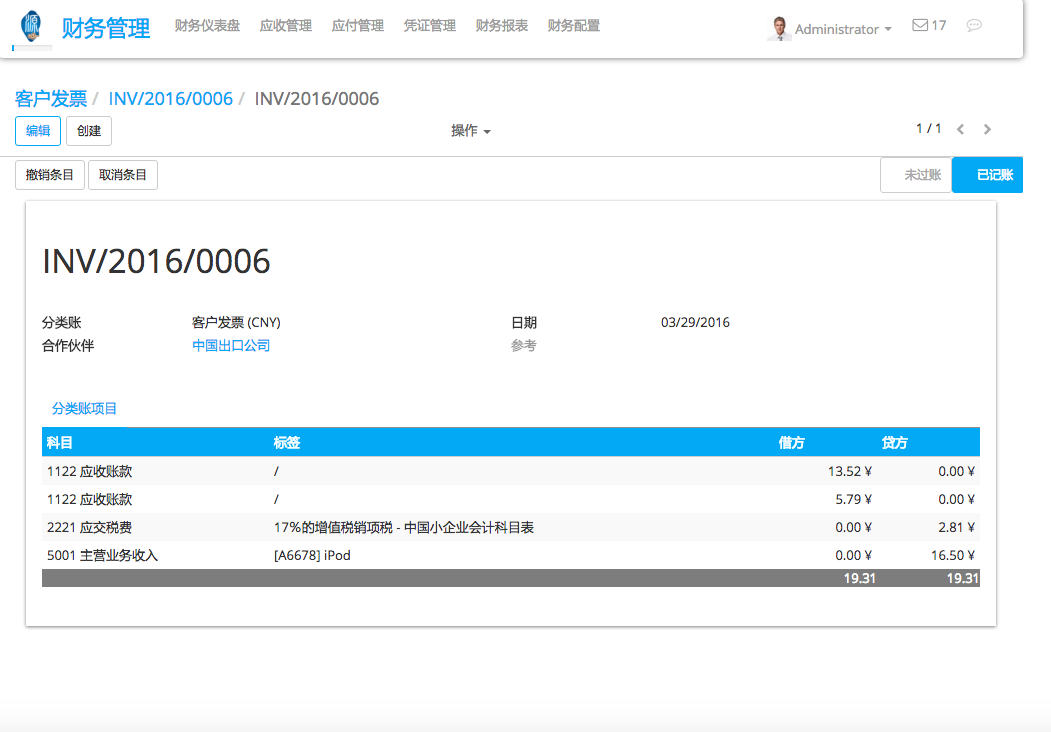 源
财务管理 财务仪表盘 应收管理 应付管理 凭证管理 财务报表 财务配置 Administrator 17
客户发票 / INV/2016/0006 / INV/2016/0006
编辑 创建 操作 1 / 1
撤销条目 取消条目 未过账 已记账
INV/2016/0006
分类账 客户发票 (CNY) 日期 03/29/2016
合作伙伴 中国出口公司 参考
分类账项目
科目 标签 借方 贷方
1122 应收账款 / 13.52 ¥ 0.00 ¥
1122 应收账款 / 5.79 ¥ 0.00 ¥
2221 应交税费 17%的增值税销项税 - 中国小企业会计科目表 0.00 ¥ 2.81 ¥
5001 主营业务收入 [A6678] iPod 0.00 ¥ 16.50 ¥
19.31 19.31